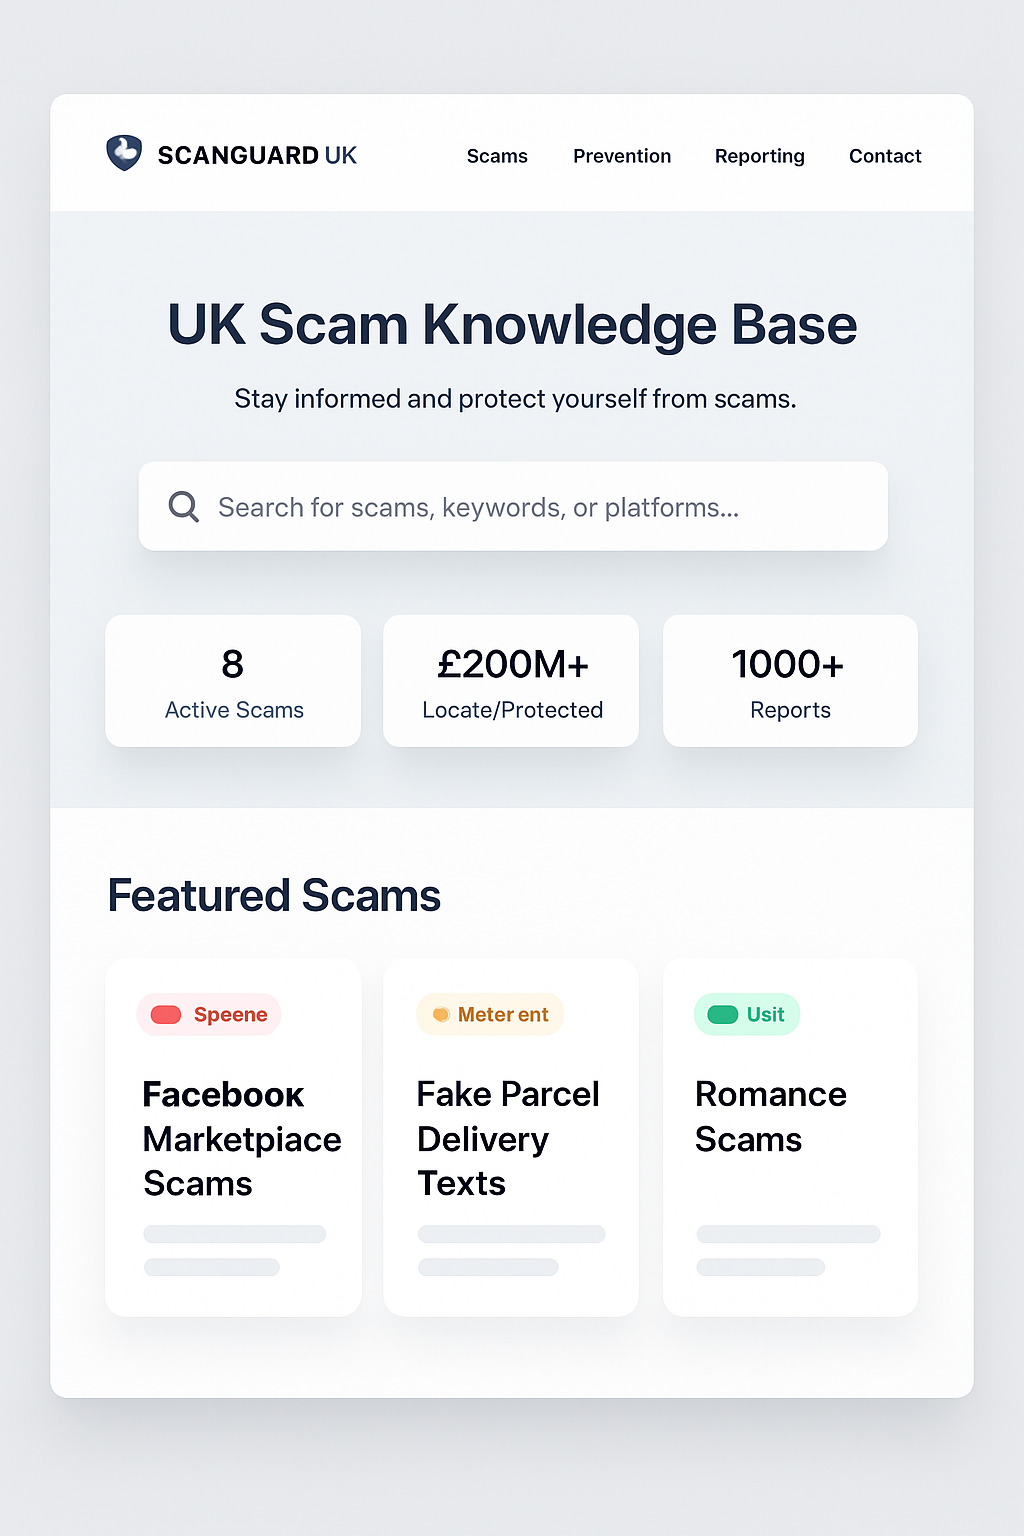 SCANGUARD UK
Scams
Prevention
Reporting
Contact
UK Scam Knowledge Base
Stay informed and protect yourself from scams.
Search for scams, keywords, or platforms...
8
Active Scams
£200M+
Locate/Protected
1000+
Reports
Featured Scams
Speene
Facebooк
Marketpiace
Scams
Meter ent
Fake Parcel
Delivery
Texts
Usit
Romance
Scams